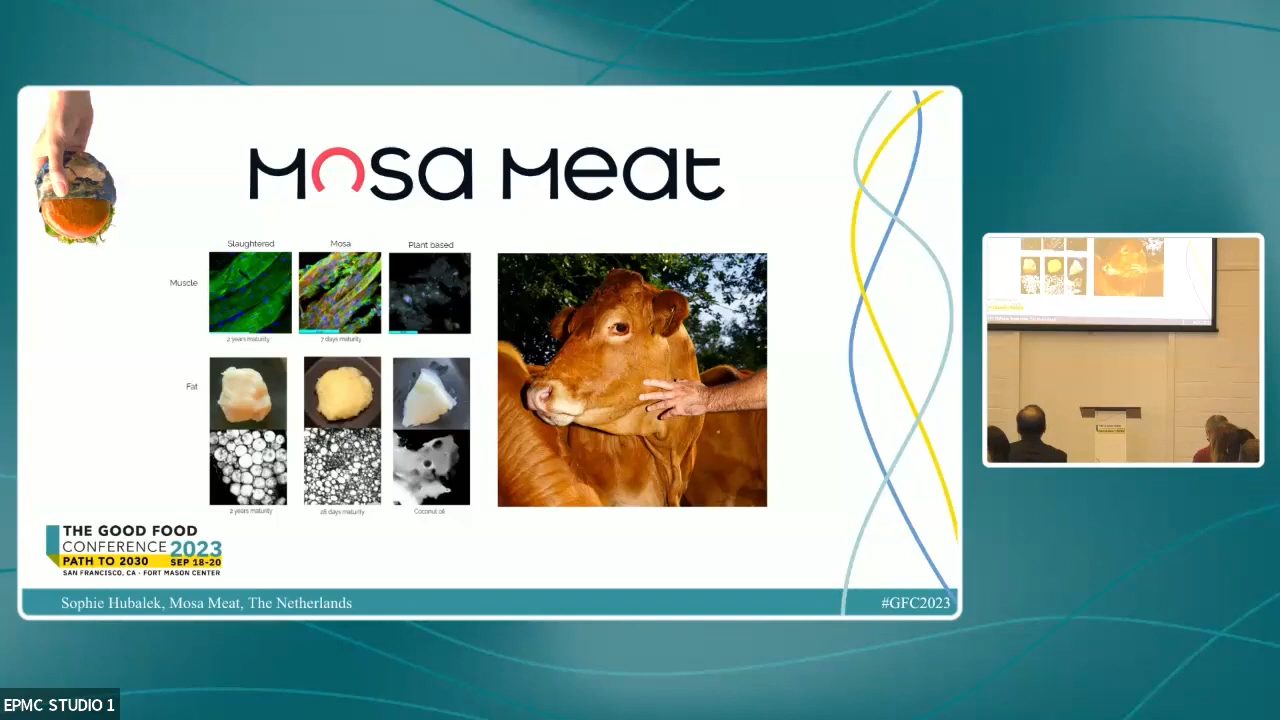 mosa meat
Slaughtered
Mosa
Plant based
Muscle
2 years maturity
7 days maturity
Fat
2 years maturity
28 days maturity
Coconut oil
THE GOOD FOOD
CONFERENCE 2023
PATH TO 2030 SEP 18-20
SAN FRANCISCO, CA · FORT MASON CENTER
Sophie Hubalek, Mosa Meat, The Netherlands
#GFC2023
EPMC STUDIO 1